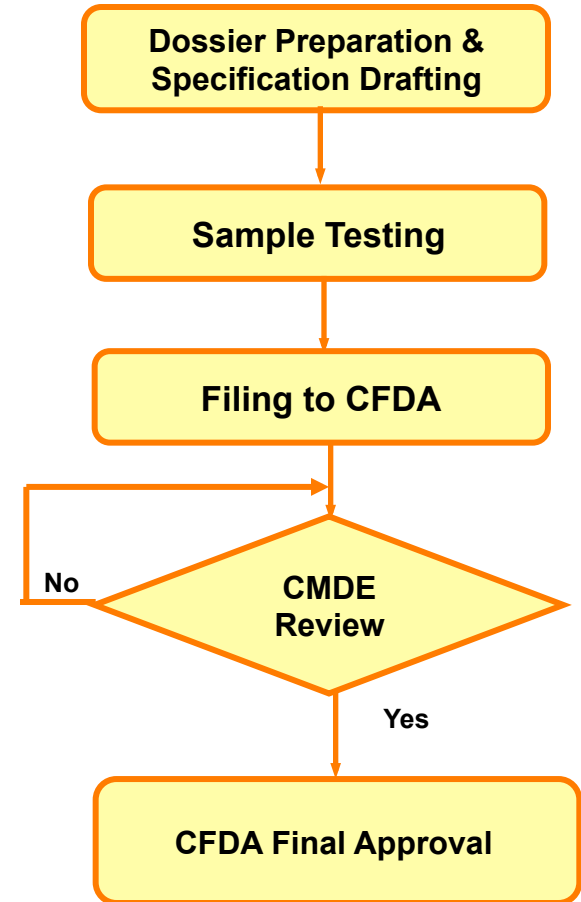 Dossier Preparation &
Specification Drafting
Sample Testing
Filing to CFDA
No
CMDE
Review
Yes
CFDA Final Approval